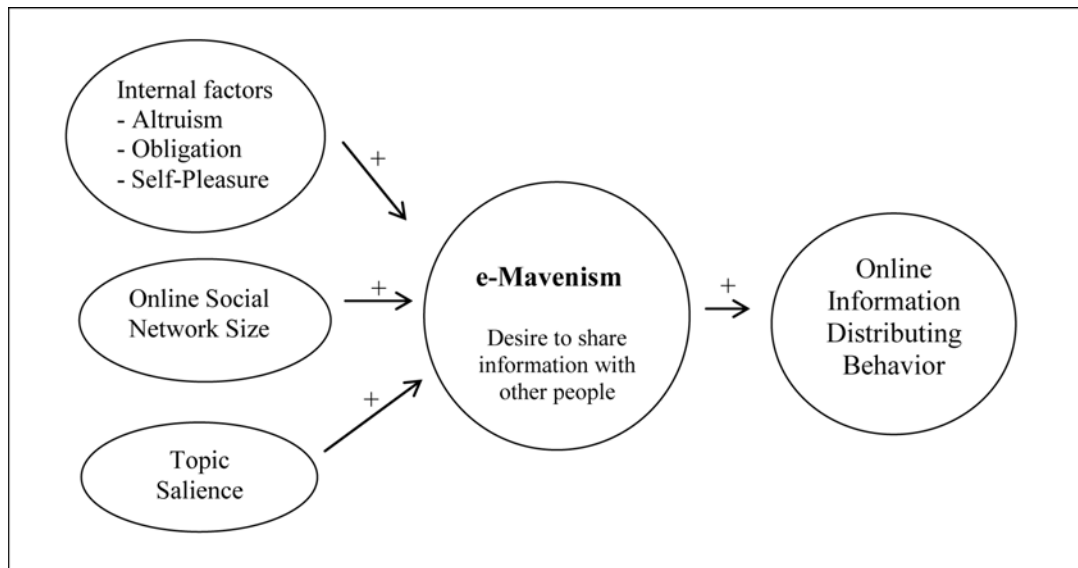 Internal factors
- Altruism
- Obligation
- Self-Pleasure
+
Online Social
Network Size
+
Topic
Salience
+
e-Mavenism
Desire to share
information with
other people
+
Online
Information
Distributing
Behavior